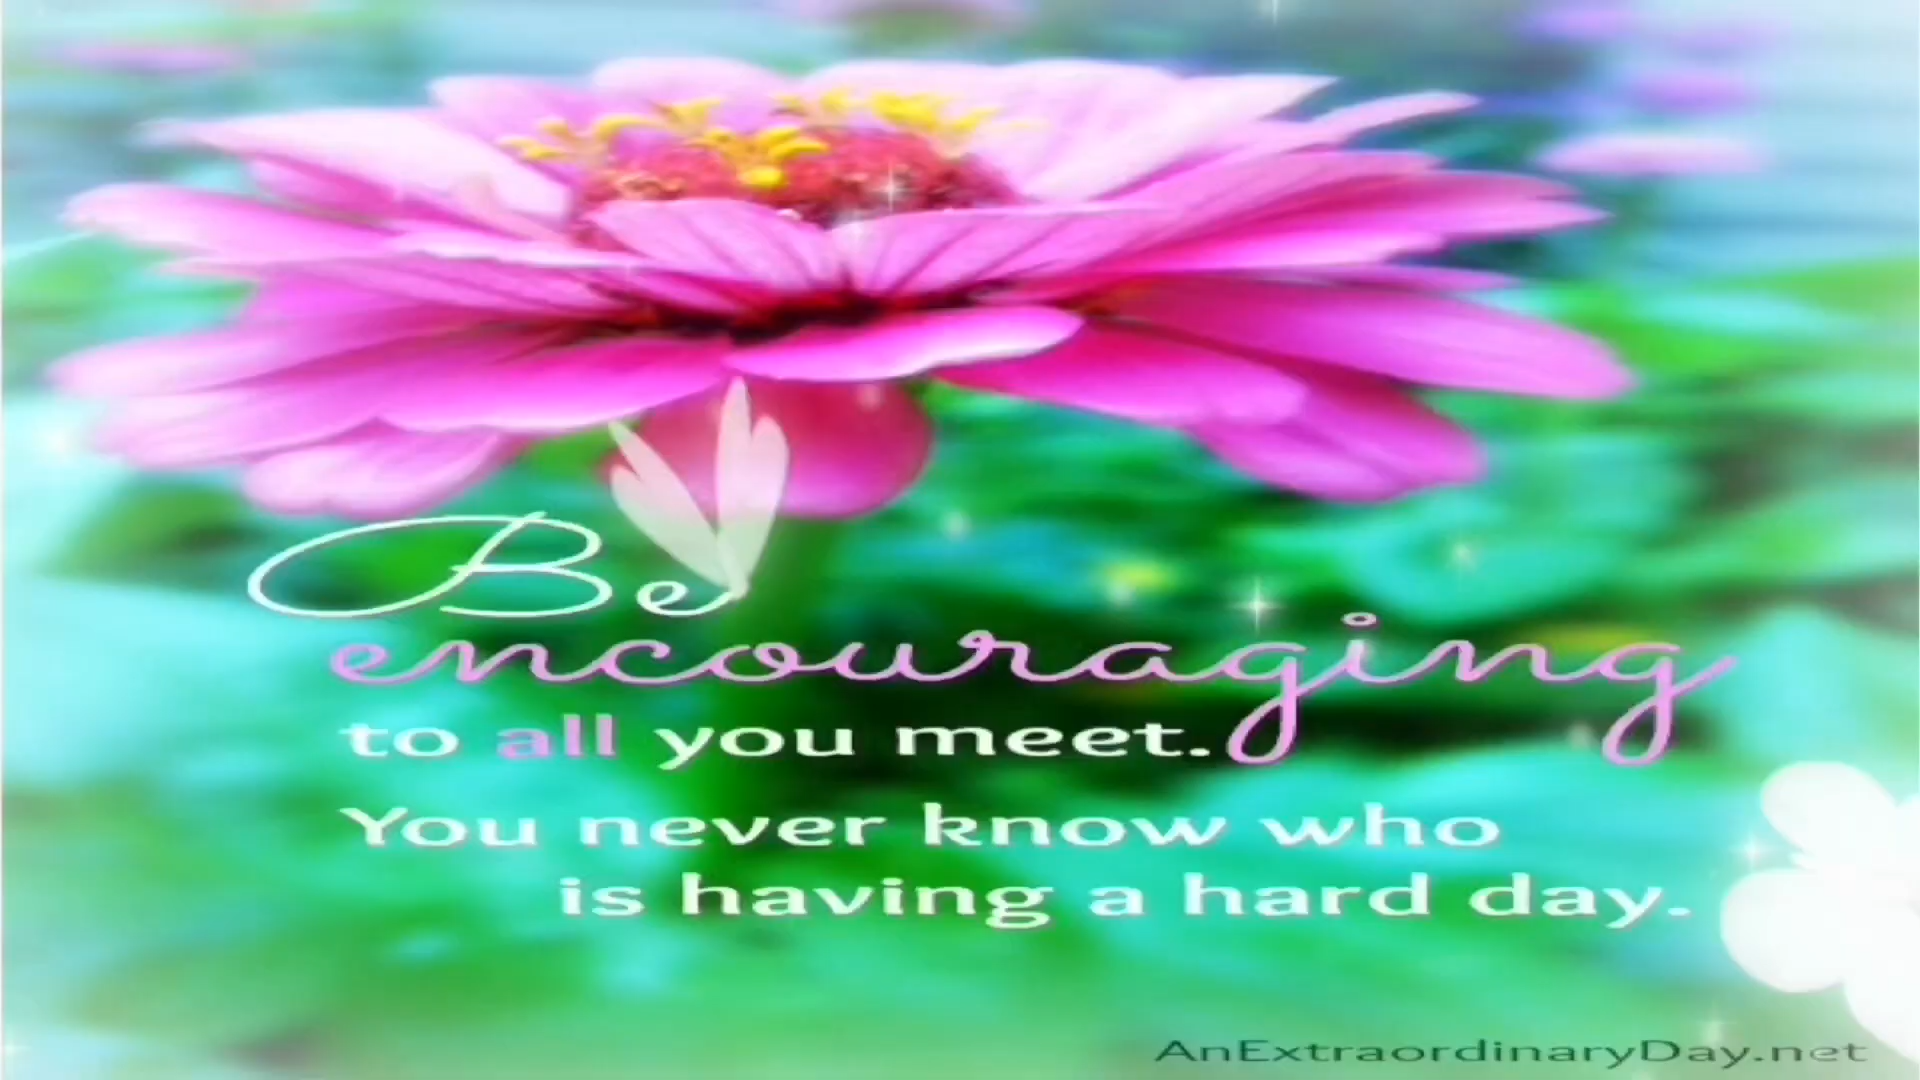 Be
encouraging
to all you meet.
You never know who
is having a hard day.
AnExtraordinaryDay.net